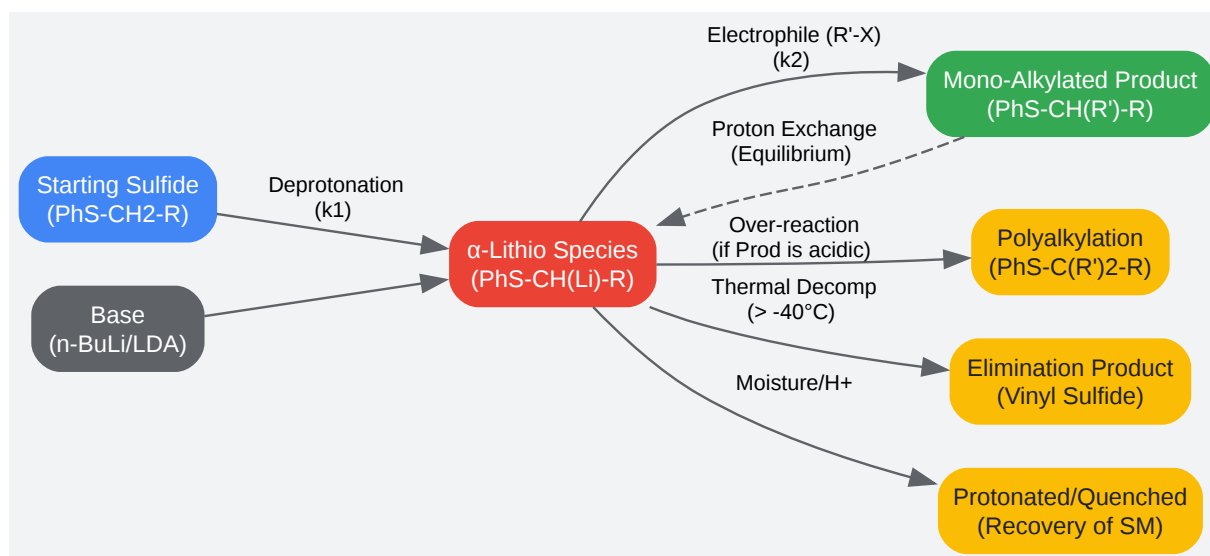 Starting Sulfide
(PhS-CH2-R)
Base
(n-BuLi/LDA)
Deprotonation
(k1)
α-Lithio Species
(PhS-CH(Li)-R)
Electrophile (R'-X)
(k2)
Proton Exchange
(Equilibrium)
Over-reaction
(if Prod is acidic)
Thermal Decomp
(> -40°C)
Moisture/H+
Mono-Alkylated Product
(PhS-CH(R')-R)
Polyalkylation
(PhS-C(R')2-R)
Elimination Product
(Vinyl Sulfide)
Protonated/Quenched
(Recovery of SM)